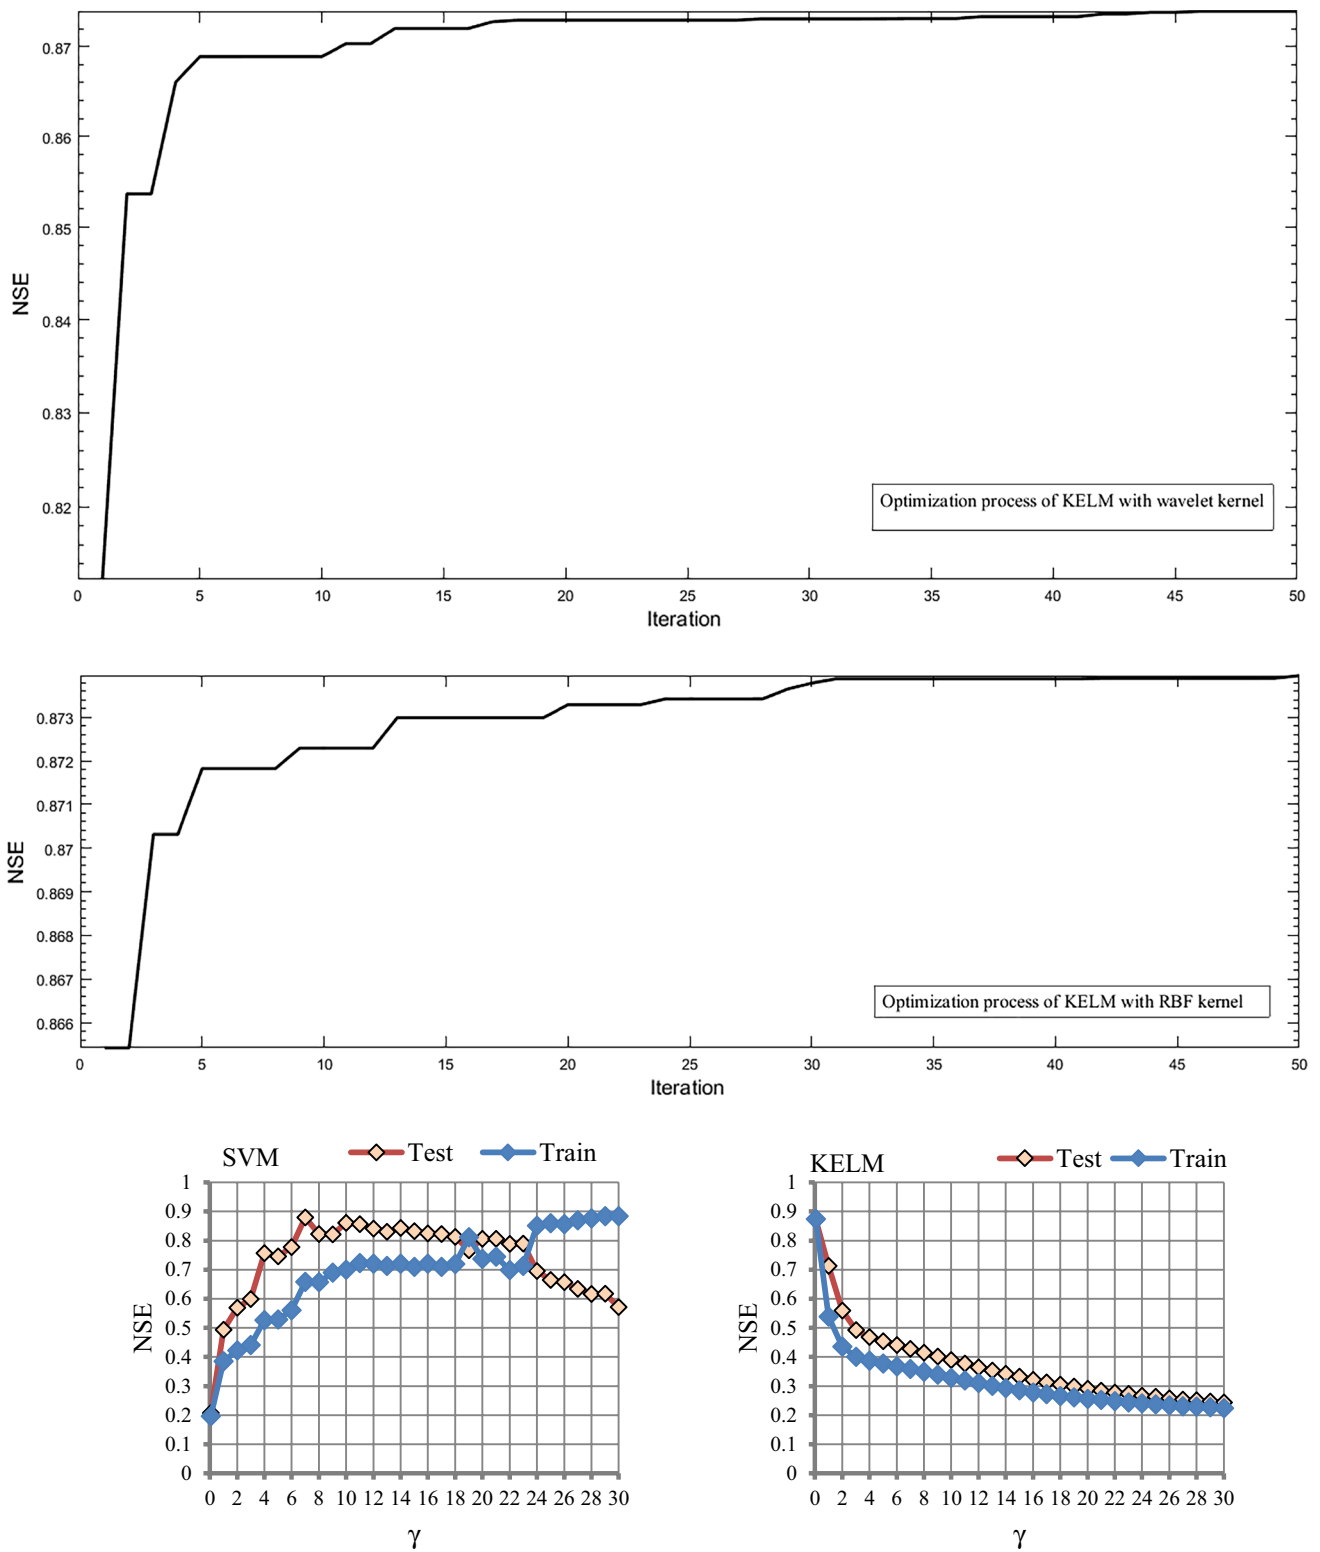 0.87
0.86
0.85
0.84
0.83
0.82
NSE
Optimization process of KELM with wavelet kernel
0 5 10 15 20 25 30 35 40 45 50
Iteration
0.873
0.872
0.871
0.87
0.869
0.868
0.867
0.866
NSE
Optimization process of KELM with RBF kernel
0 5 10 15 20 25 30 35 40 45 50
Iteration
SVM Test Train
1
0.9
0.8
0.7
0.6
0.5
0.4
0.3
0.2
0.1
0
NSE
0 2 4 6 8 10 12 14 16 18 20 22 24 26 28 30
γ
KELM Test Train
1
0.9
0.8
0.7
0.6
0.5
0.4
0.3
0.2
0.1
0
NSE
0 2 4 6 8 10 12 14 16 18 20 22 24 26 28 30
γ